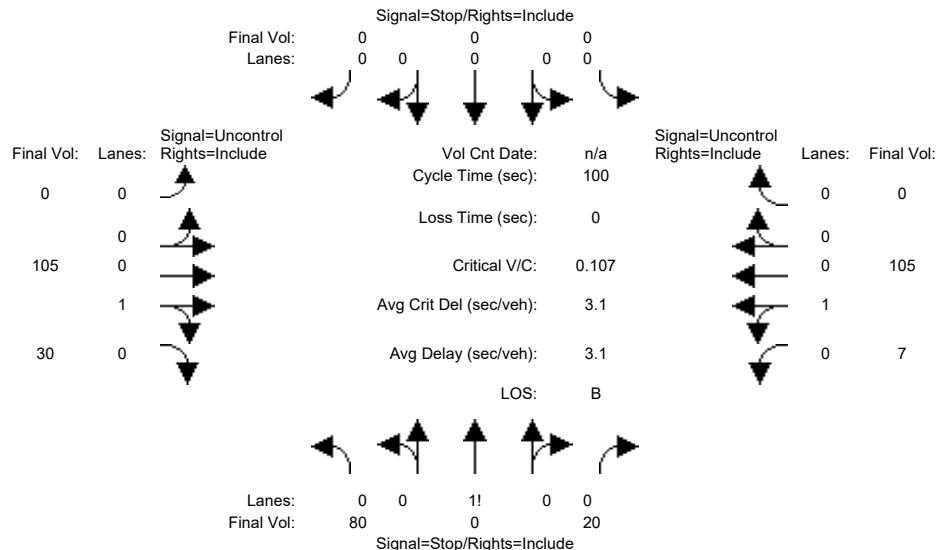 Signal=Stop/Rights=Include
Final Vol: 0 0 0
Lanes: 0 0 0 0 0
Signal=Uncontrol Signal=Uncontrol
Final Vol: Lanes: Rights=Include Vol Cnt Date: n/a Rights=Include Lanes: Final Vol:
Cycle Time (sec): 100
0 0 0 0
Loss Time (sec): 0
0 0
105 0 Critical V/C: 0.107 0 105
1 Avg Crit Del (sec/veh): 3.1 1
30 0 Avg Delay (sec/veh): 3.1 0 7
LOS: B
Lanes: 0 0 1! 0 0
Final Vol: 80 0 20
Signal=Stop/Rights=Include